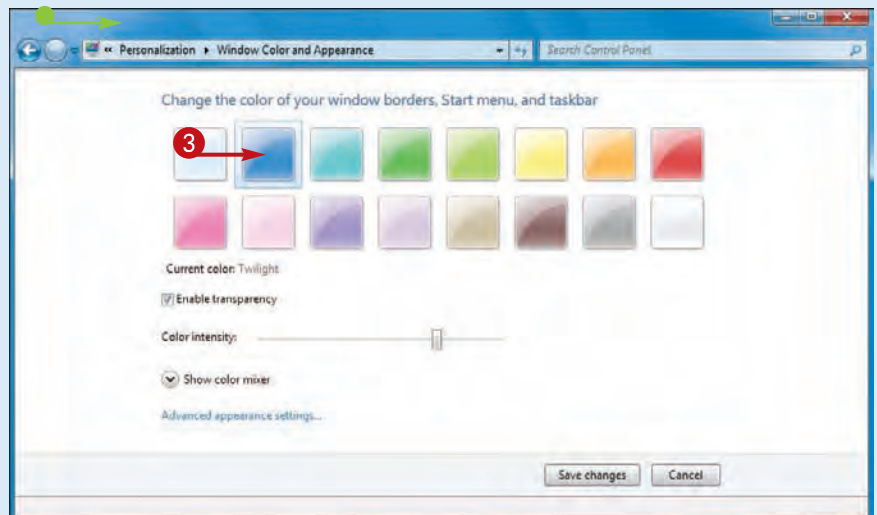 « Personalization ▸ Window Color and Appearance
Search Control Panel
Change the color of your window borders, Start menu, and taskbar
3
Current color: Twilight
Enable transparency
Color intensity:
Show color mixer
Advanced appearance settings...
Save changes
Cancel